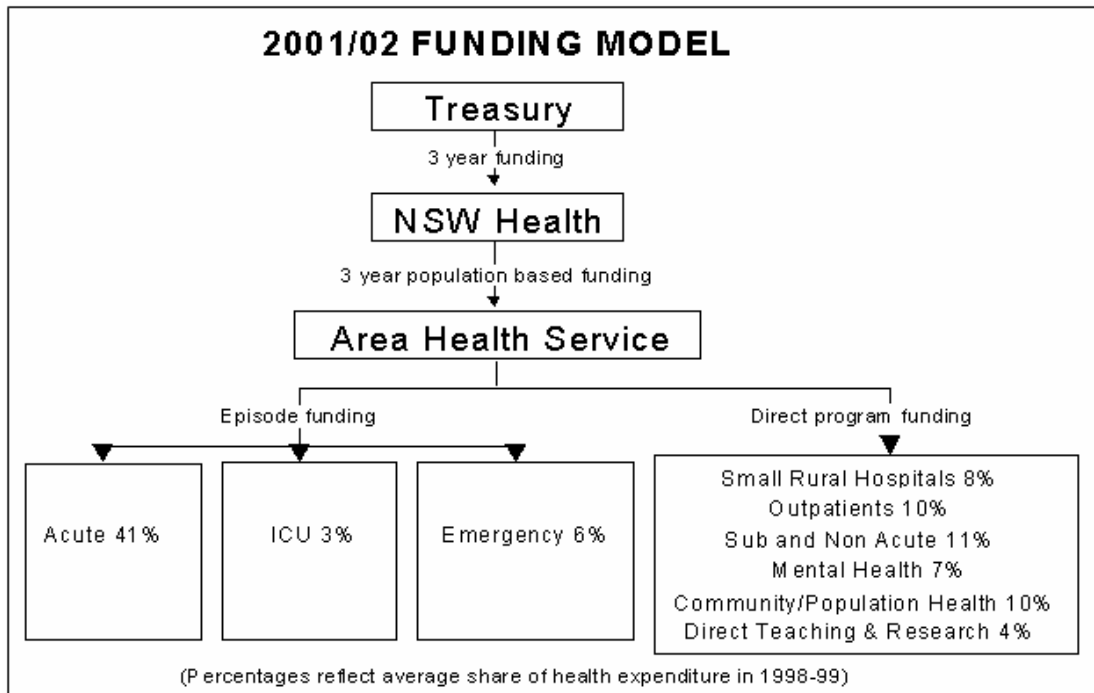 2001/02 FUNDING MODEL
Treasury
3 year funding
NSW Health
3 year population based funding
Area Health Service
Episode funding
Direct program funding
Acute 41%
ICU 3%
Emergency 6%
Small Rural Hospitals 8%
Outpatients 10%
Sub and Non Acute 11%
Mental Health 7%
Community/Population Health 10%
Direct Teaching & Research 4%
(Percentages reflect average share of health expenditure in 1998-99)